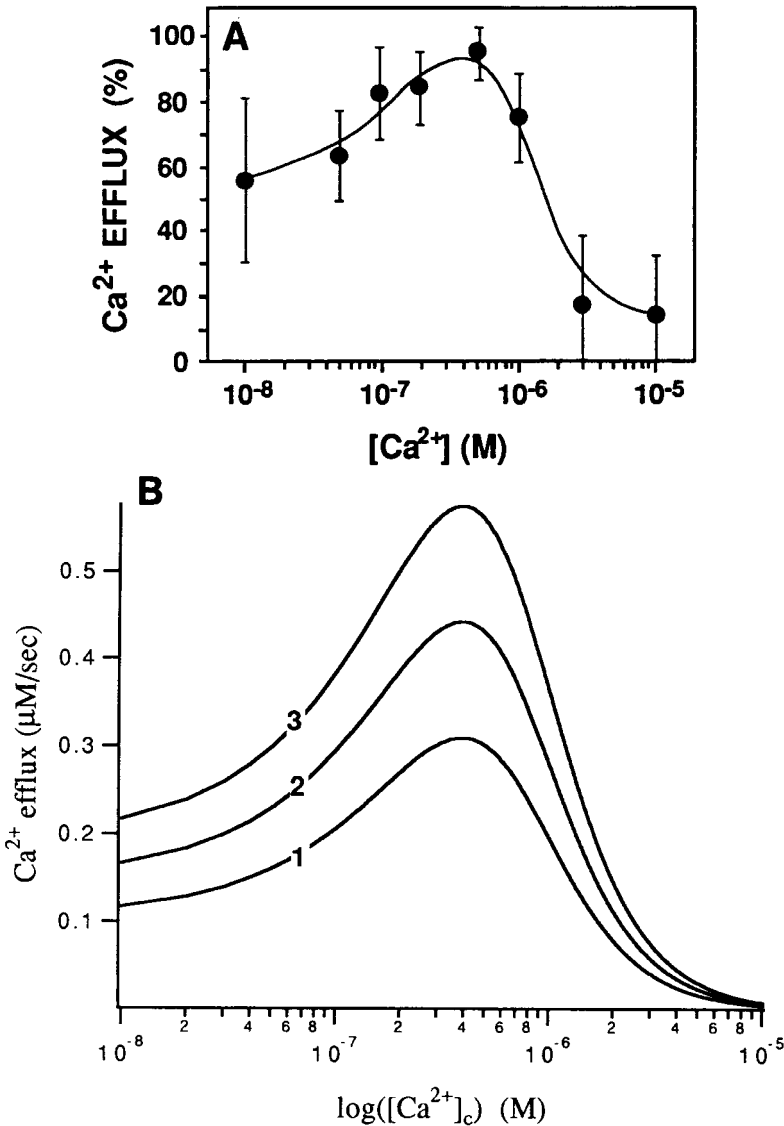 A
100
80
60
40
20
0
Ca²⁺ EFFLUX (%)
10⁻⁸ 10⁻⁷ 10⁻⁶ 10⁻⁵
[Ca²⁺] (M)
B
0.5
0.4
0.3
0.2
0.1
Ca²⁺ efflux (μM/sec)
3
2
1
2 4 6 8 2 4 6 8 2 4 6 8
10⁻⁸ 10⁻⁷ 10⁻⁶ 10⁻⁵
log([Ca²⁺]c) (M)